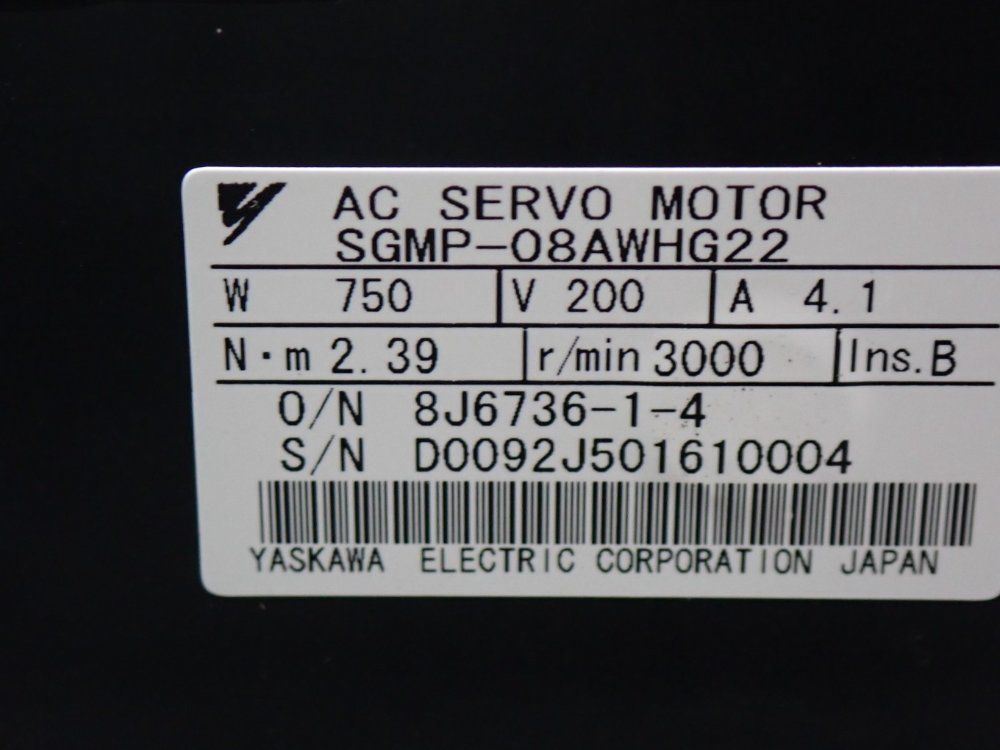 AC SERVO MOTOR
SGMP-08AWHG22
W 750 V 200 A 4.1
N·m 2.39 r/min 3000 Ins.B
O/N 8J6736-1-4
S/N D0092J501610004
YASKAWA ELECTRIC CORPORATION JAPAN